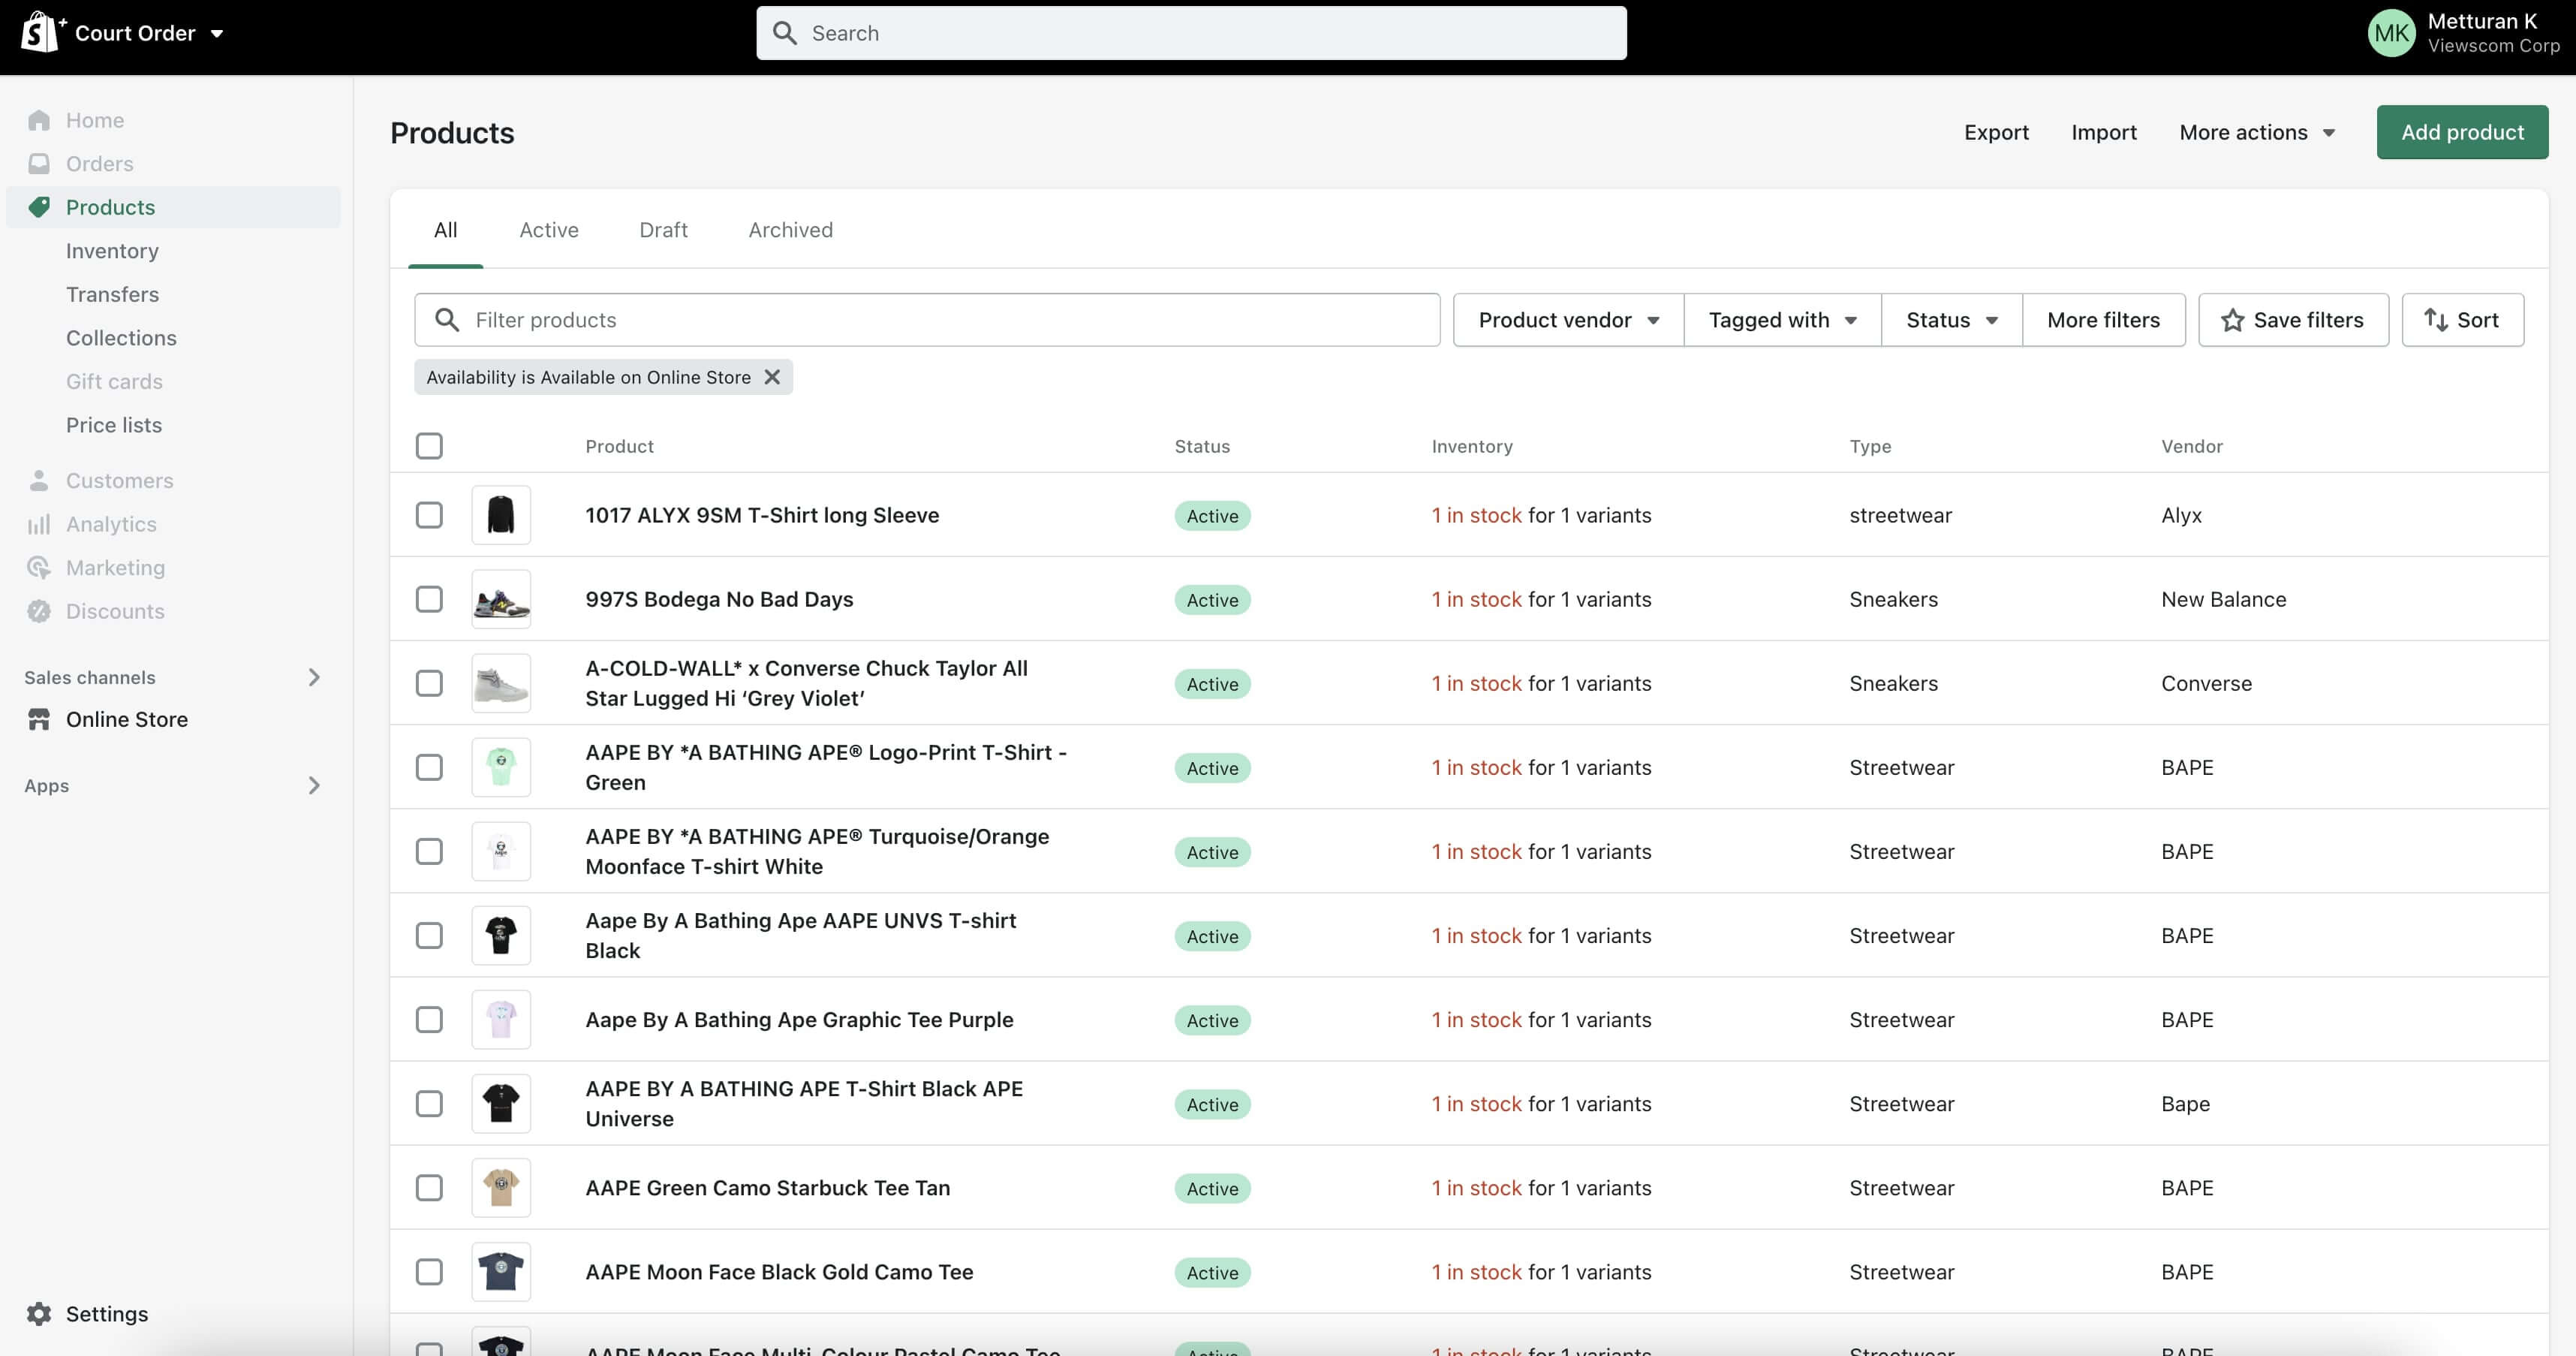 Court Order
Search
MK
Metturan K
Viewscom Corp
Home
Orders
Products
Inventory
Transfers
Collections
Gift cards
Price lists
Customers
Analytics
Marketing
Discounts
Sales channels
Online Store
Apps
Settings
Products
Export Import More actions Add product
All Active Draft Archived
Filter products Product vendor Tagged with Status More filters Save filters Sort
Availability is Available on Online Store
Product Status Inventory Type Vendor
1017 ALYX 9SM T-Shirt long Sleeve Active 1 in stock for 1 variants streetwear Alyx
997S Bodega No Bad Days Active 1 in stock for 1 variants Sneakers New Balance
A-COLD-WALL* x Converse Chuck Taylor All
Star Lugged Hi ‘Grey Violet’ Active 1 in stock for 1 variants Sneakers Converse
AAPE BY *A BATHING APE® Logo-Print T-Shirt -
Green Active 1 in stock for 1 variants Streetwear BAPE
AAPE BY *A BATHING APE® Turquoise/Orange
Moonface T-shirt White Active 1 in stock for 1 variants Streetwear BAPE
Aape By A Bathing Ape AAPE UNVS T-shirt
Black Active 1 in stock for 1 variants Streetwear BAPE
Aape By A Bathing Ape Graphic Tee Purple Active 1 in stock for 1 variants Streetwear BAPE
AAPE BY A BATHING APE T-Shirt Black APE
Universe Active 1 in stock for 1 variants Streetwear Bape
AAPE Green Camo Starbuck Tee Tan Active 1 in stock for 1 variants Streetwear BAPE
AAPE Moon Face Black Gold Camo Tee Active 1 in stock for 1 variants Streetwear BAPE
AAPE Moon Face Multi-Colour Pastel Camo Tee Active 1 in stock for 1 variants Streetwear BAPE